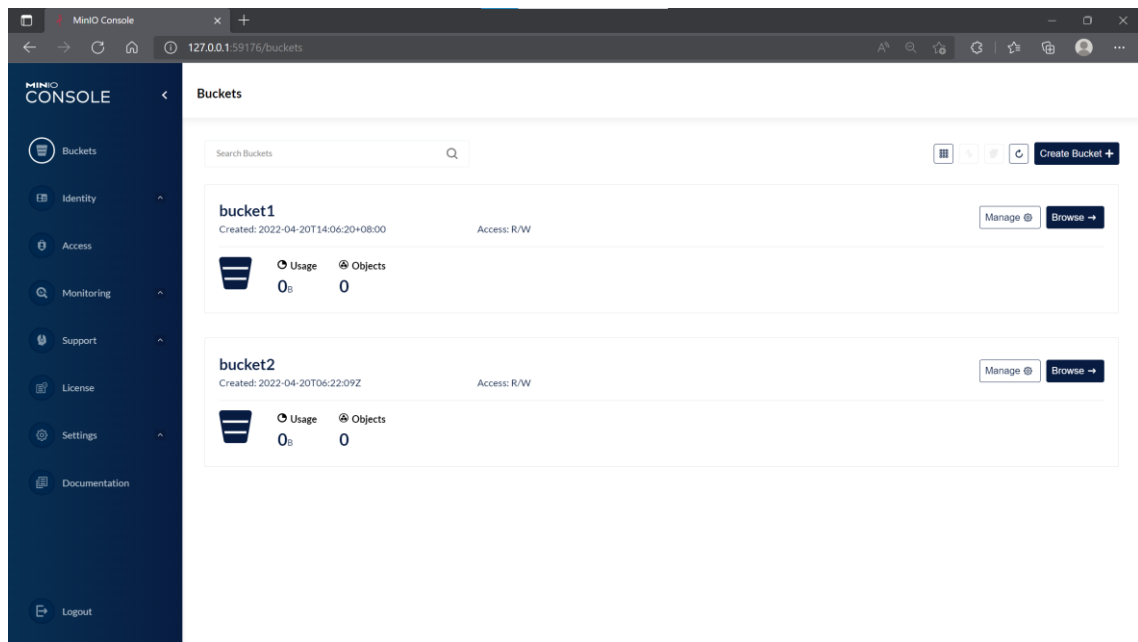 MinIO Console
127.0.0.1:59176/buckets
MINIO
CONSOLE
Buckets
Identity
Access
Monitoring
Support
License
Settings
Documentation
Logout
Buckets
Search Buckets
Create Bucket +
bucket1
Created: 2022-04-20T14:06:20+08:00 Access: R/W
Manage Browse →
Usage Objects
0B 0
bucket2
Created: 2022-04-20T06:22:09Z Access: R/W
Manage Browse →
Usage Objects
0B 0